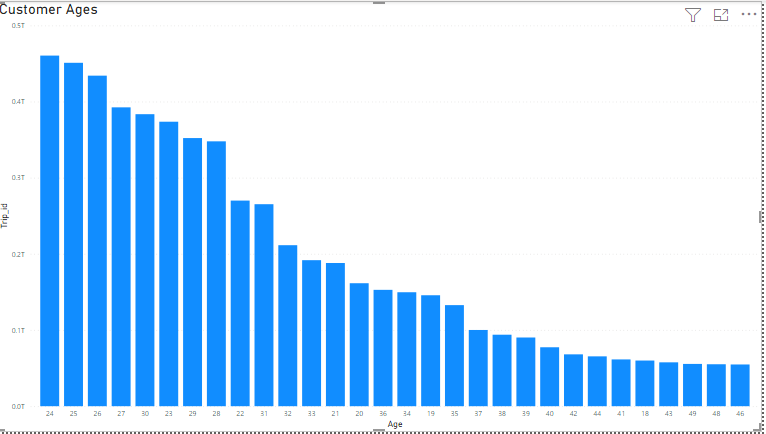 Customer Ages
0.5T
0.4T
0.3T
0.2T
0.1T
0.0T
Trip_id
24 25 26 27 30 23 29 28 22 31 32 33 21 20 36 34 19 35 37 38 39 40 42 44 41 18 43 49 48 46
Age